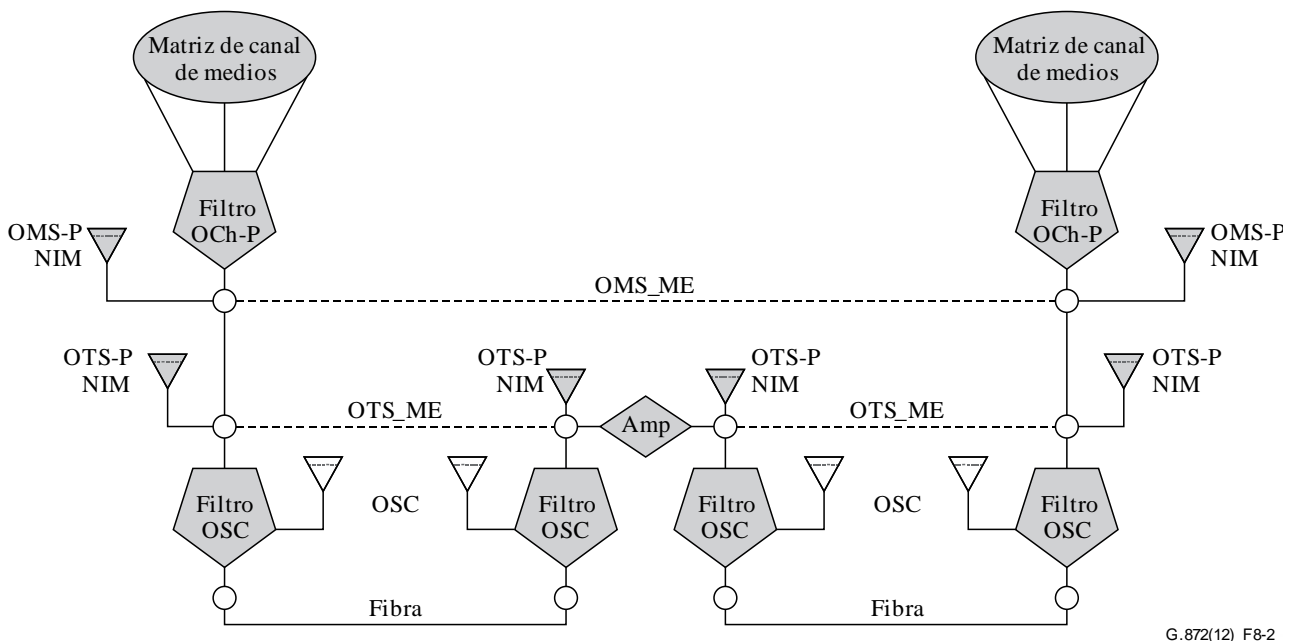 Matriz de canal
de medios
Matriz de canal
de medios
Filtro
OCh-P
Filtro
OCh-P
OMS-P
NIM
OMS-P
NIM
OMS_ME
OTS-P
NIM
OTS-P
NIM
OTS-P
NIM
OTS-P
NIM
OTS_ME
Amp
OTS_ME
Filtro
OSC
OSC
Filtro
OSC
Filtro
OSC
OSC
Filtro
OSC
Fibra
Fibra
G.872(12)_F8-2